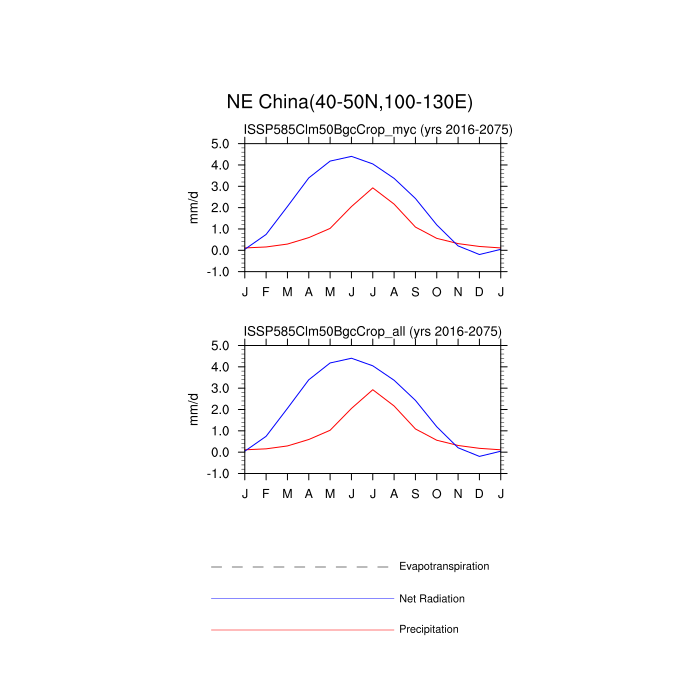 NE China(40-50N,100-130E)
ISSP585Clm50BgcCrop_myc (yrs 2016-2075)
5.0
4.0
3.0
2.0
1.0
0.0
-1.0
mm/d
J F M A M J J A S O N D J
ISSP585Clm50BgcCrop_all (yrs 2016-2075)
5.0
4.0
3.0
2.0
1.0
0.0
-1.0
mm/d
J F M A M J J A S O N D J
Evapotranspiration
Net Radiation
Precipitation